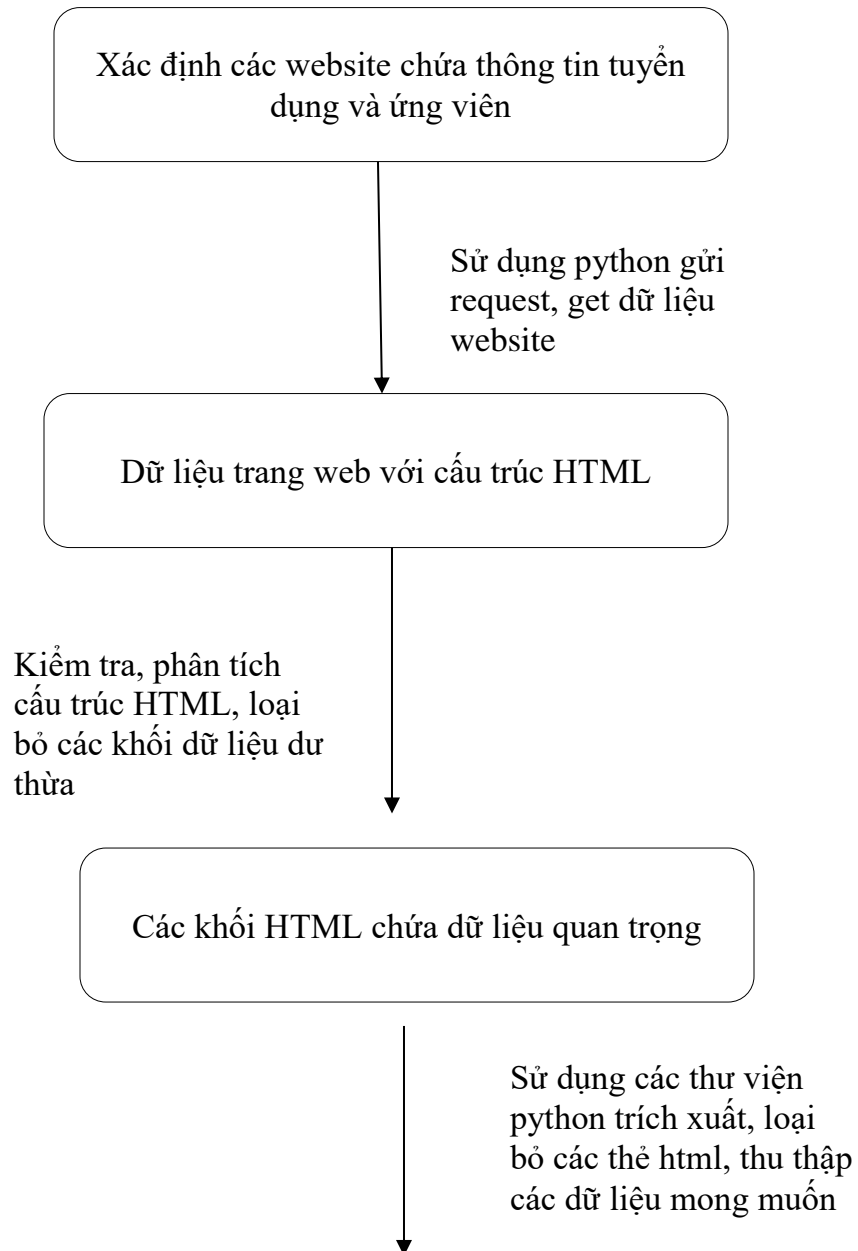 Xác định các website chứa thông tin tuyển
dụng và ứng viên
Sử dụng python gửi
request, get dữ liệu
website
Dữ liệu trang web với cấu trúc HTML
Kiểm tra, phân tích
cấu trúc HTML, loại
bỏ các khối dữ liệu dư
thừa
Các khối HTML chứa dữ liệu quan trọng
Sử dụng các thư viện
python trích xuất, loại
bỏ các thẻ html, thu thập
các dữ liệu mong muốn